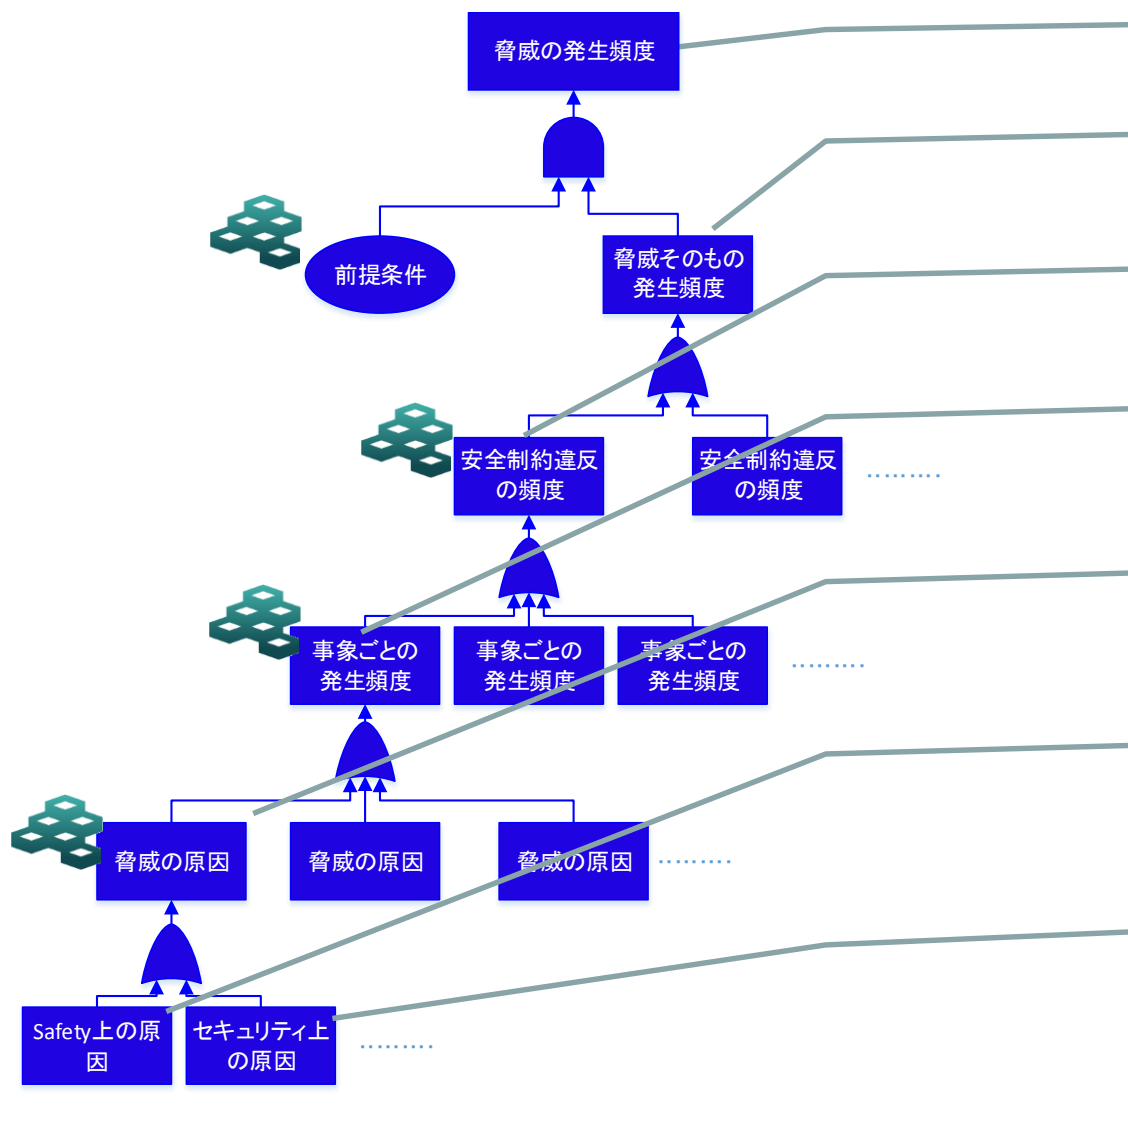 脅威の発生頻度
前提条件
脅威そのもの
発生頻度
安全制約違反
の頻度
安全制約違反
の頻度
………
事象ごとの
発生頻度
事象ごとの
発生頻度
事象ごとの
発生頻度
………
脅威の原因
脅威の原因
脅威の原因
………
Safety上の原
因
セキュリティ上
の原因
………